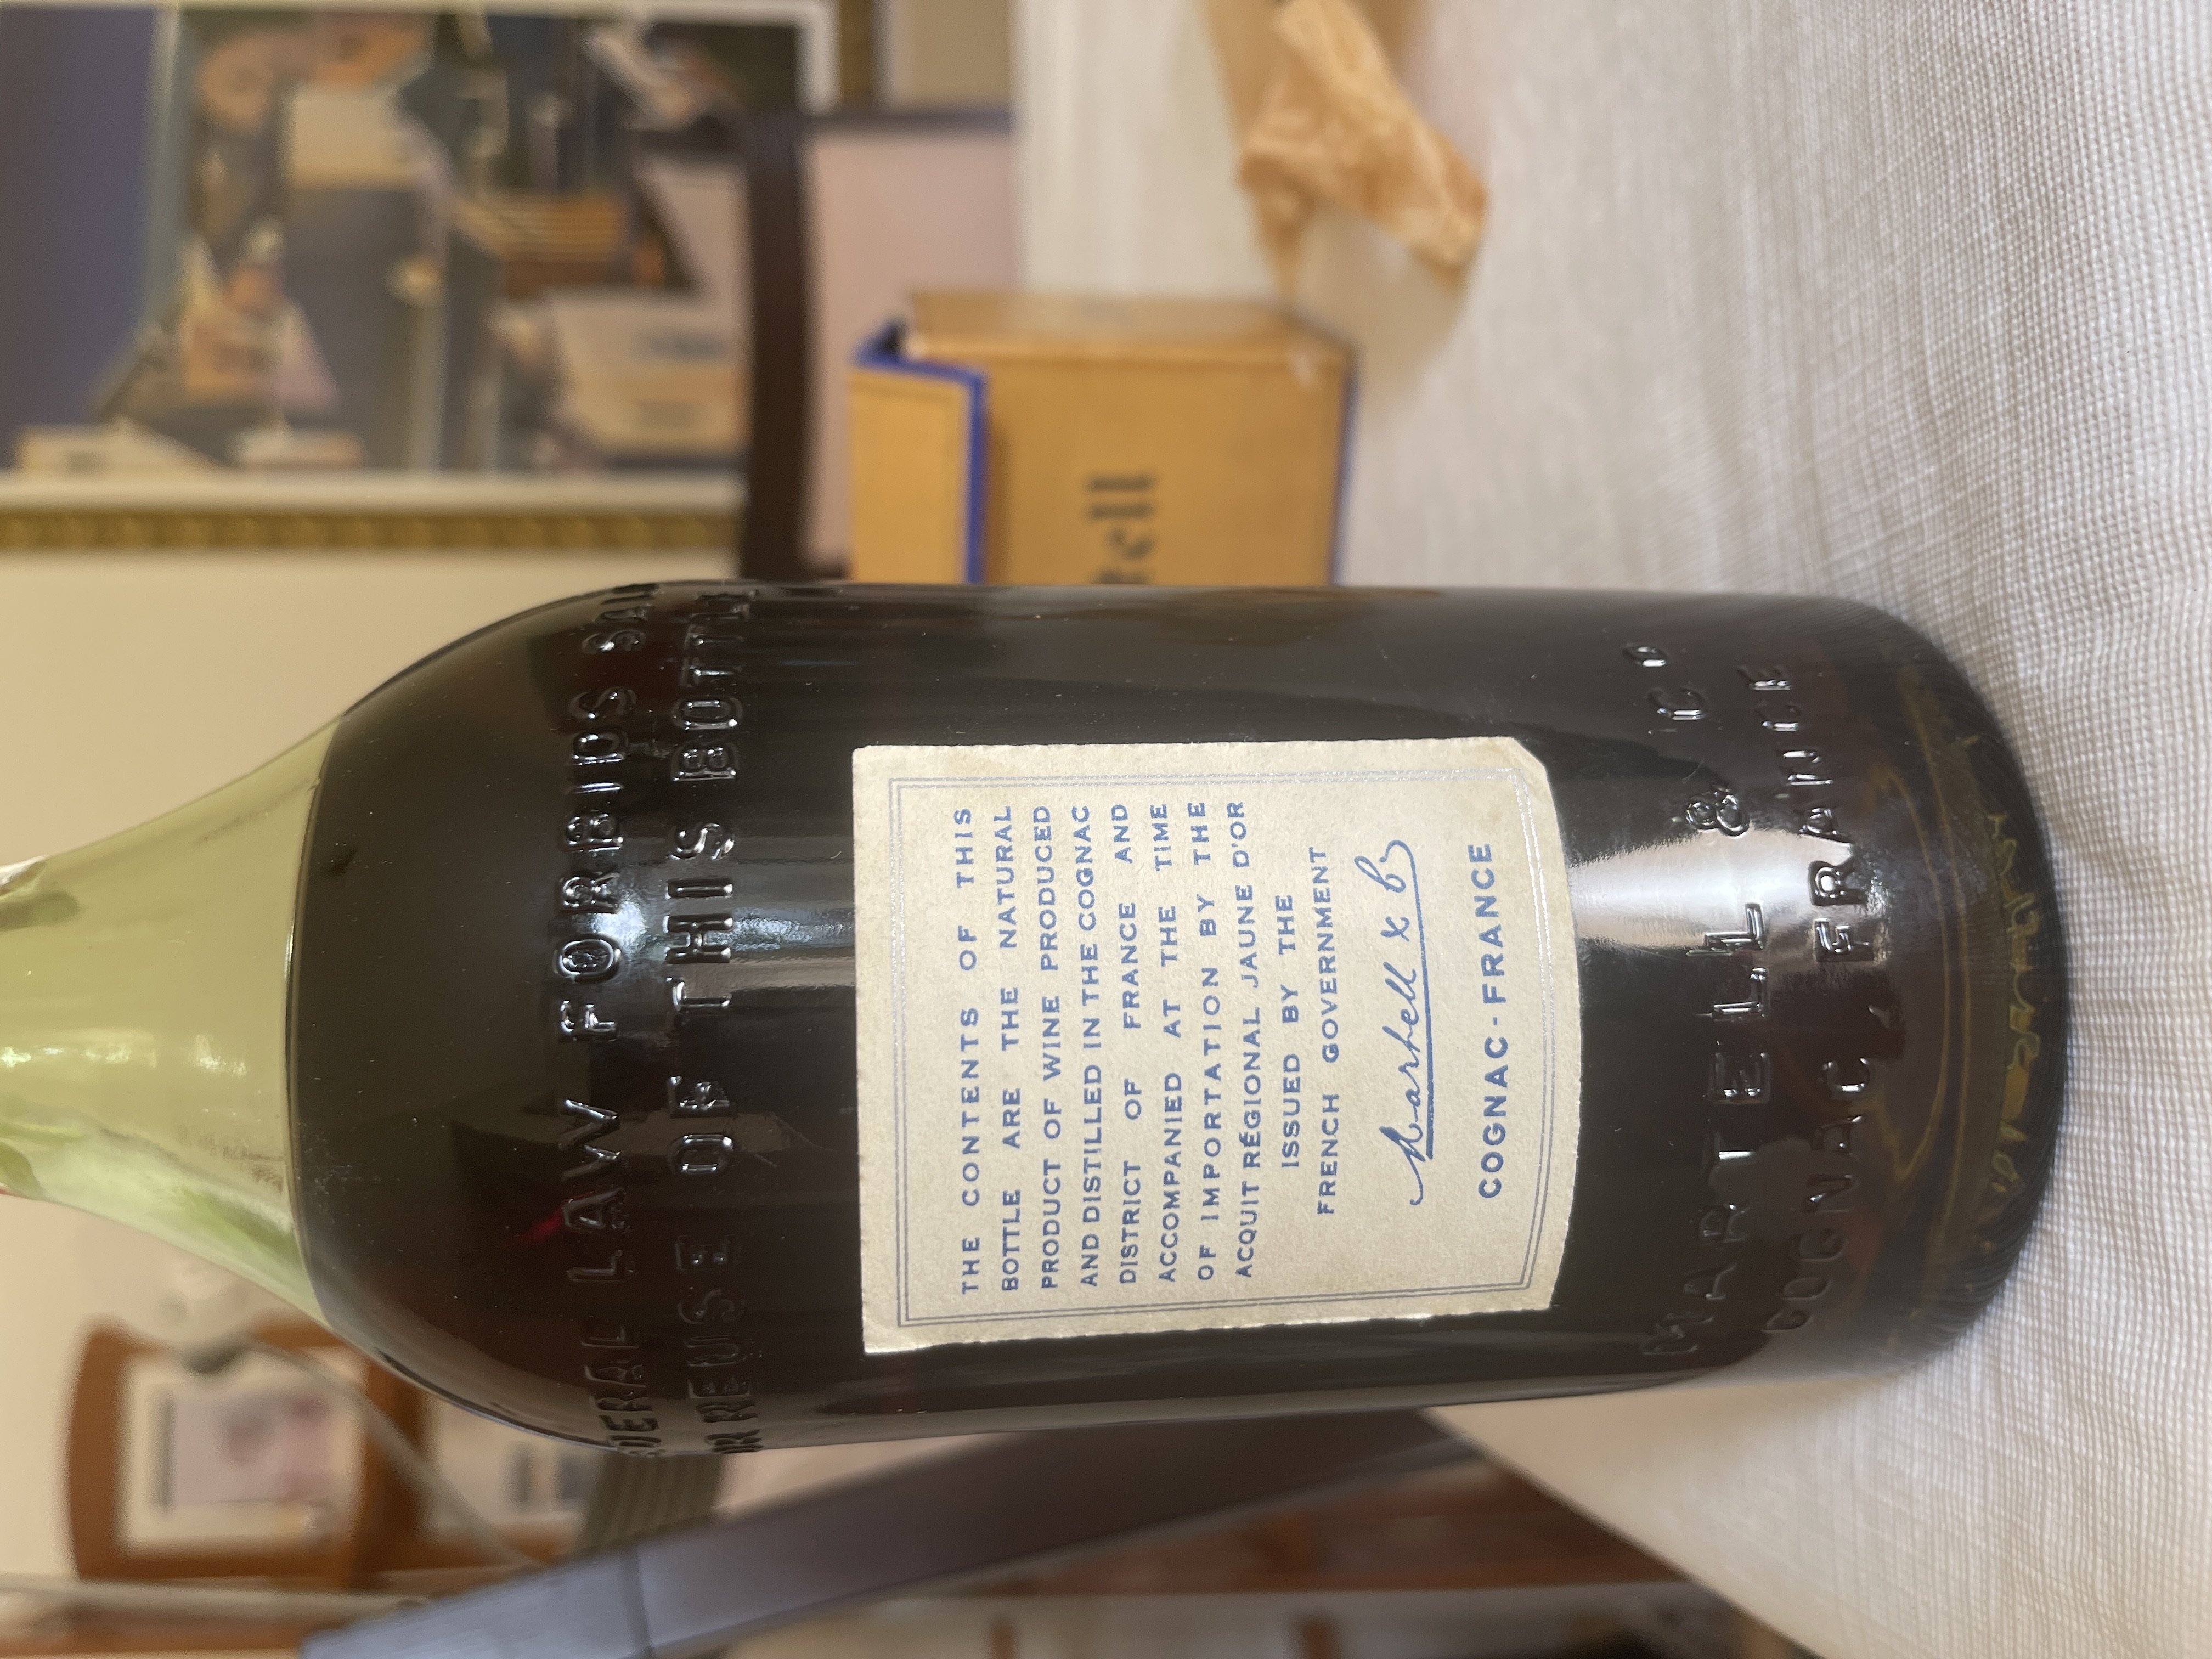 FEDERAL LAW FORBIDS SALE
OR REUSE OF THIS BOTTLE
THE CONTENTS OF THIS
BOTTLE ARE THE NATURAL
PRODUCT OF WINE PRODUCED
AND DISTILLED IN THE COGNAC
DISTRICT OF FRANCE AND
ACCOMPANIED AT THE TIME
OF IMPORTATION BY THE
ACQUIT RÉGIONAL JAUNE D'OR
ISSUED BY THE
FRENCH GOVERNMENT
Martell & Co
COGNAC-FRANCE
MARTELL & CO
COGNAC, FRANCE
ell